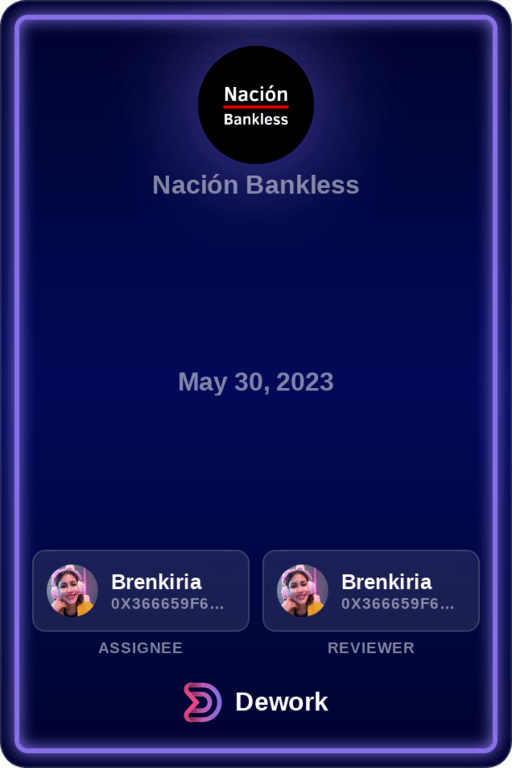 Nación
Bankless
Nación Bankless
May 30, 2023
Brenkiria
0X366659F6...
Brenkiria
0X366659F6...
ASSIGNEE
REVIEWER
Dework